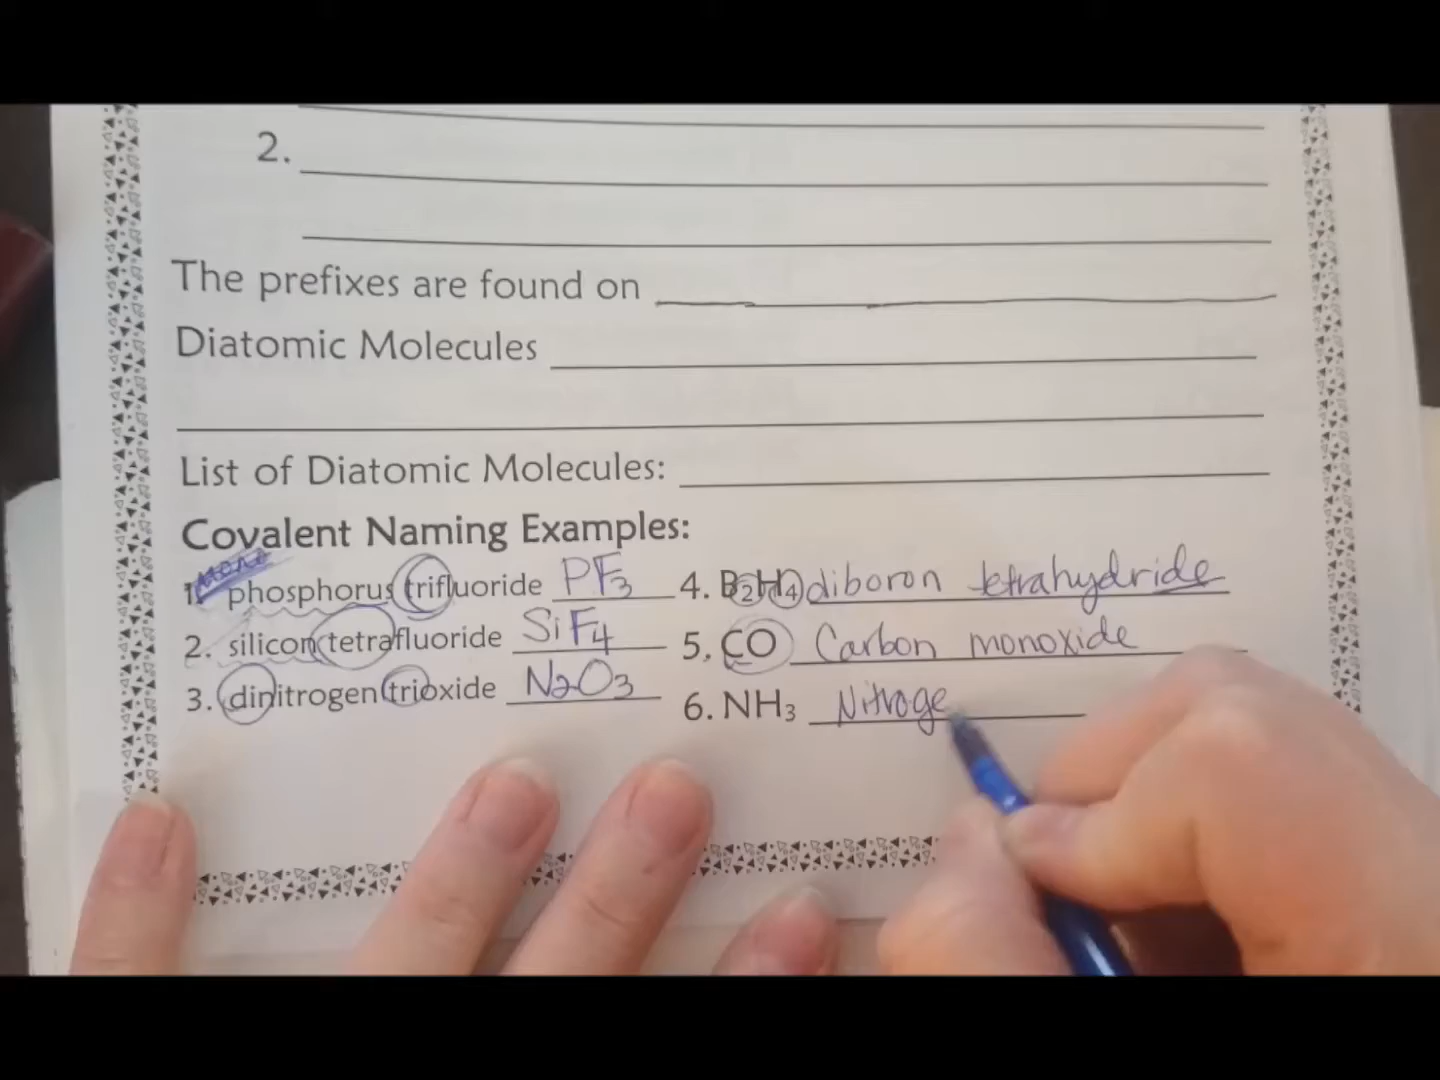 2.
The prefixes are found on
Diatomic Molecules
List of Diatomic Molecules:
Covalent Naming Examples:
mono
1. phosphorus trifluoride PF3
2. silicon tetrafluoride SiF4
3. dinitrogen trioxide N2O3
4. B2H4 diboron tetrahydride
5. CO Carbon monoxide
6. NH3 Nitroge